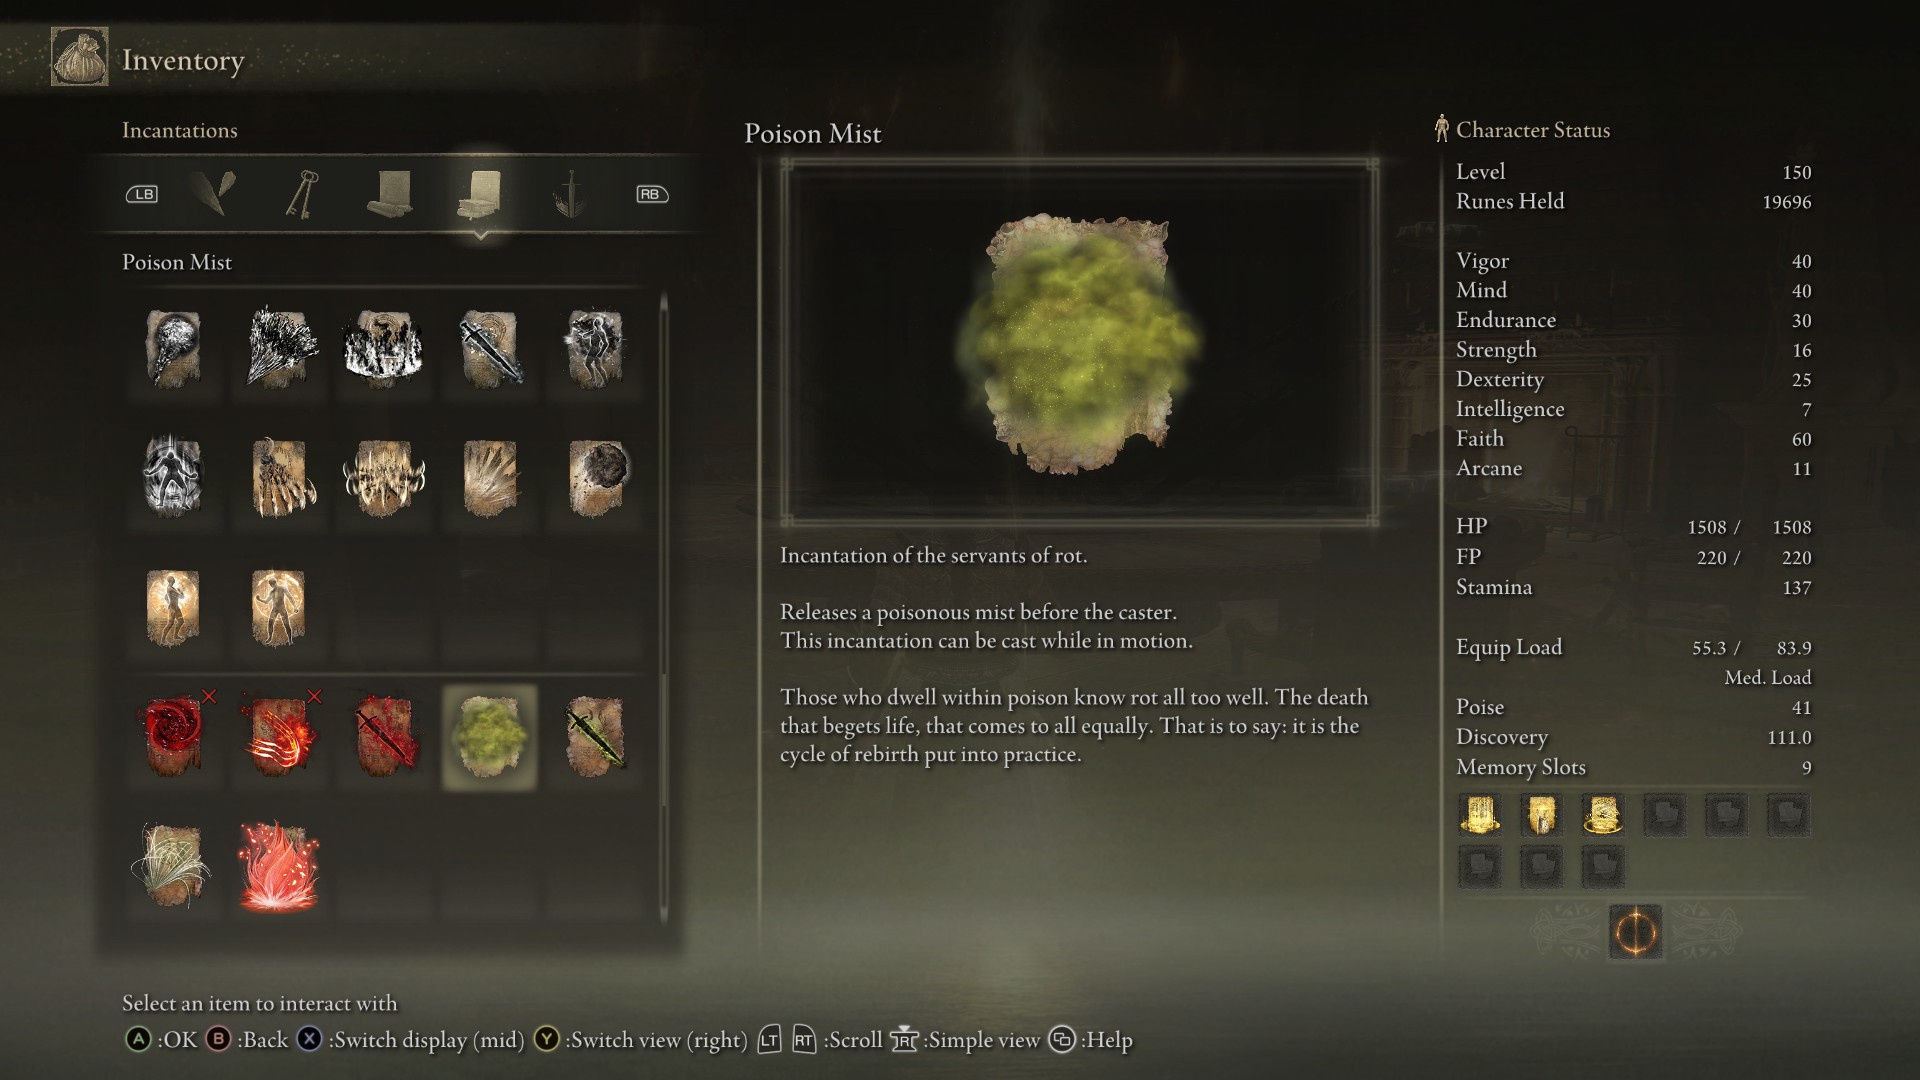 Inventory
Incantations
LB
RB
Poison Mist
Poison Mist
Incantation of the servants of rot.
Releases a poisonous mist before the caster.
This incantation can be cast while in motion.
Those who dwell within poison know rot all too well. The death
that begets life, that comes to all equally. That is to say: it is the
cycle of rebirth put into practice.
Character Status
Level 150
Runes Held 19696
Vigor 40
Mind 40
Endurance 30
Strength 16
Dexterity 25
Intelligence 7
Faith 60
Arcane 11
HP 1508 / 1508
FP 220 / 220
Stamina 137
Equip Load 55.3 / 83.9
Med. Load
Poise 41
Discovery 111.0
Memory Slots 9
Select an item to interact with
A :OK B :Back X :Switch display (mid) Y :Switch view (right) LT RT :Scroll R :Simple view :Help